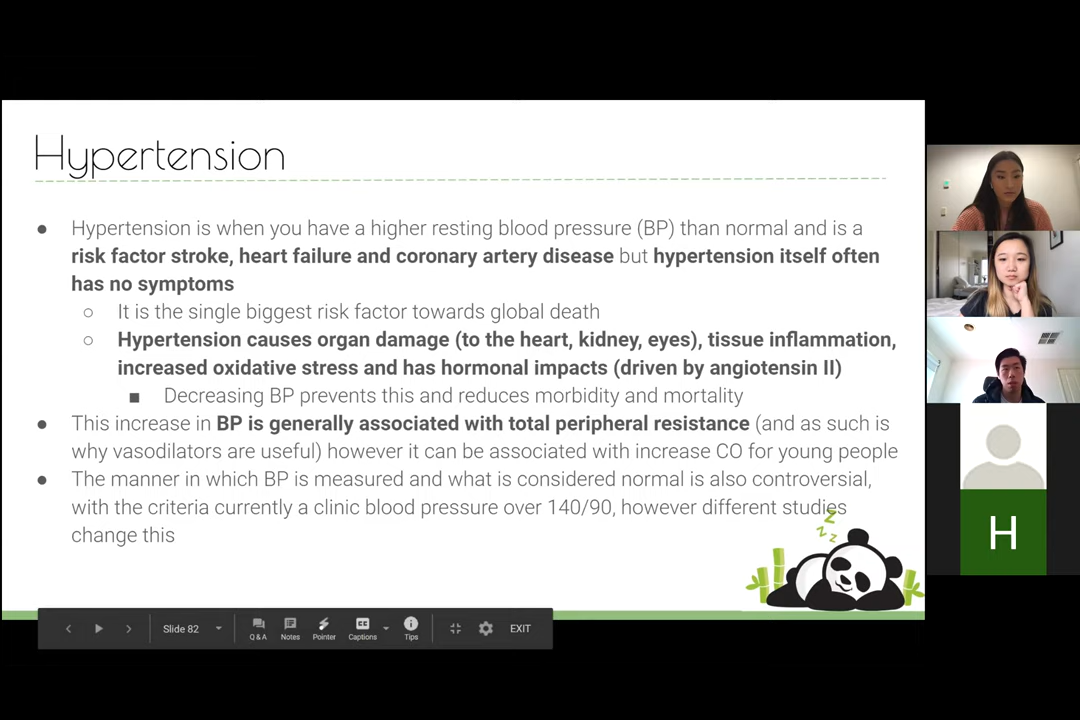 Hypertension
● Hypertension is when you have a higher resting blood pressure (BP) than normal and is a
risk factor stroke, heart failure and coronary artery disease but hypertension itself often
has no symptoms
○ It is the single biggest risk factor towards global death
○ Hypertension causes organ damage (to the heart, kidney, eyes), tissue inflammation,
increased oxidative stress and has hormonal impacts (driven by angiotensin II)
■ Decreasing BP prevents this and reduces morbidity and mortality
● This increase in BP is generally associated with total peripheral resistance (and as such is
why vasodilators are useful) however it can be associated with increase CO for young people
● The manner in which BP is measured and what is considered normal is also controversial,
with the criteria currently a clinic blood pressure over 140/90, however different studies
change this
z z z
H
Slide 82
Q & A Notes Pointer CC Captions Tips EXIT